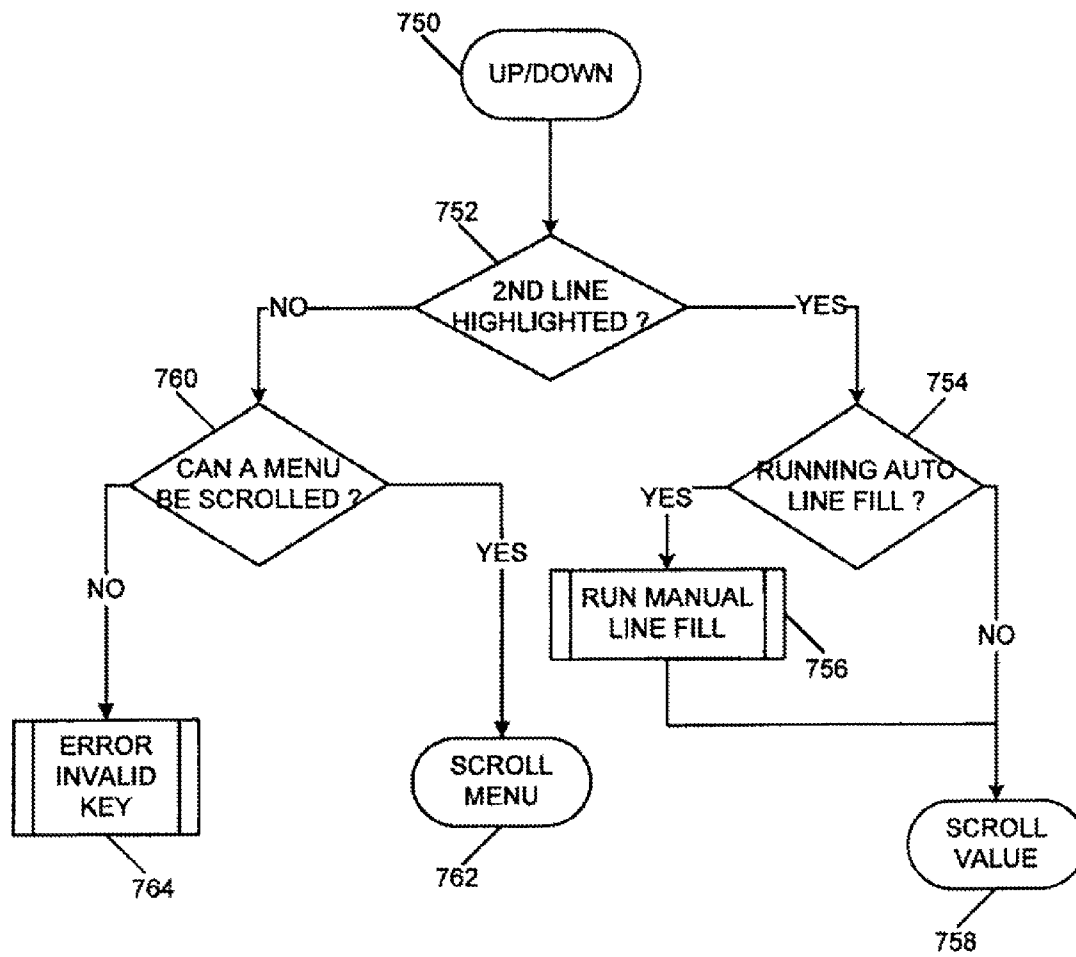 750
UP/DOWN
752
2ND LINE
HIGHLIGHTED ?
NO
YES
760
754
CAN A MENU
BE SCROLLED ?
RUNNING AUTO
LINE FILL ?
YES
YES
NO
RUN MANUAL
LINE FILL
NO
756
ERROR
INVALID
KEY
SCROLL
MENU
SCROLL
VALUE
764
762
758